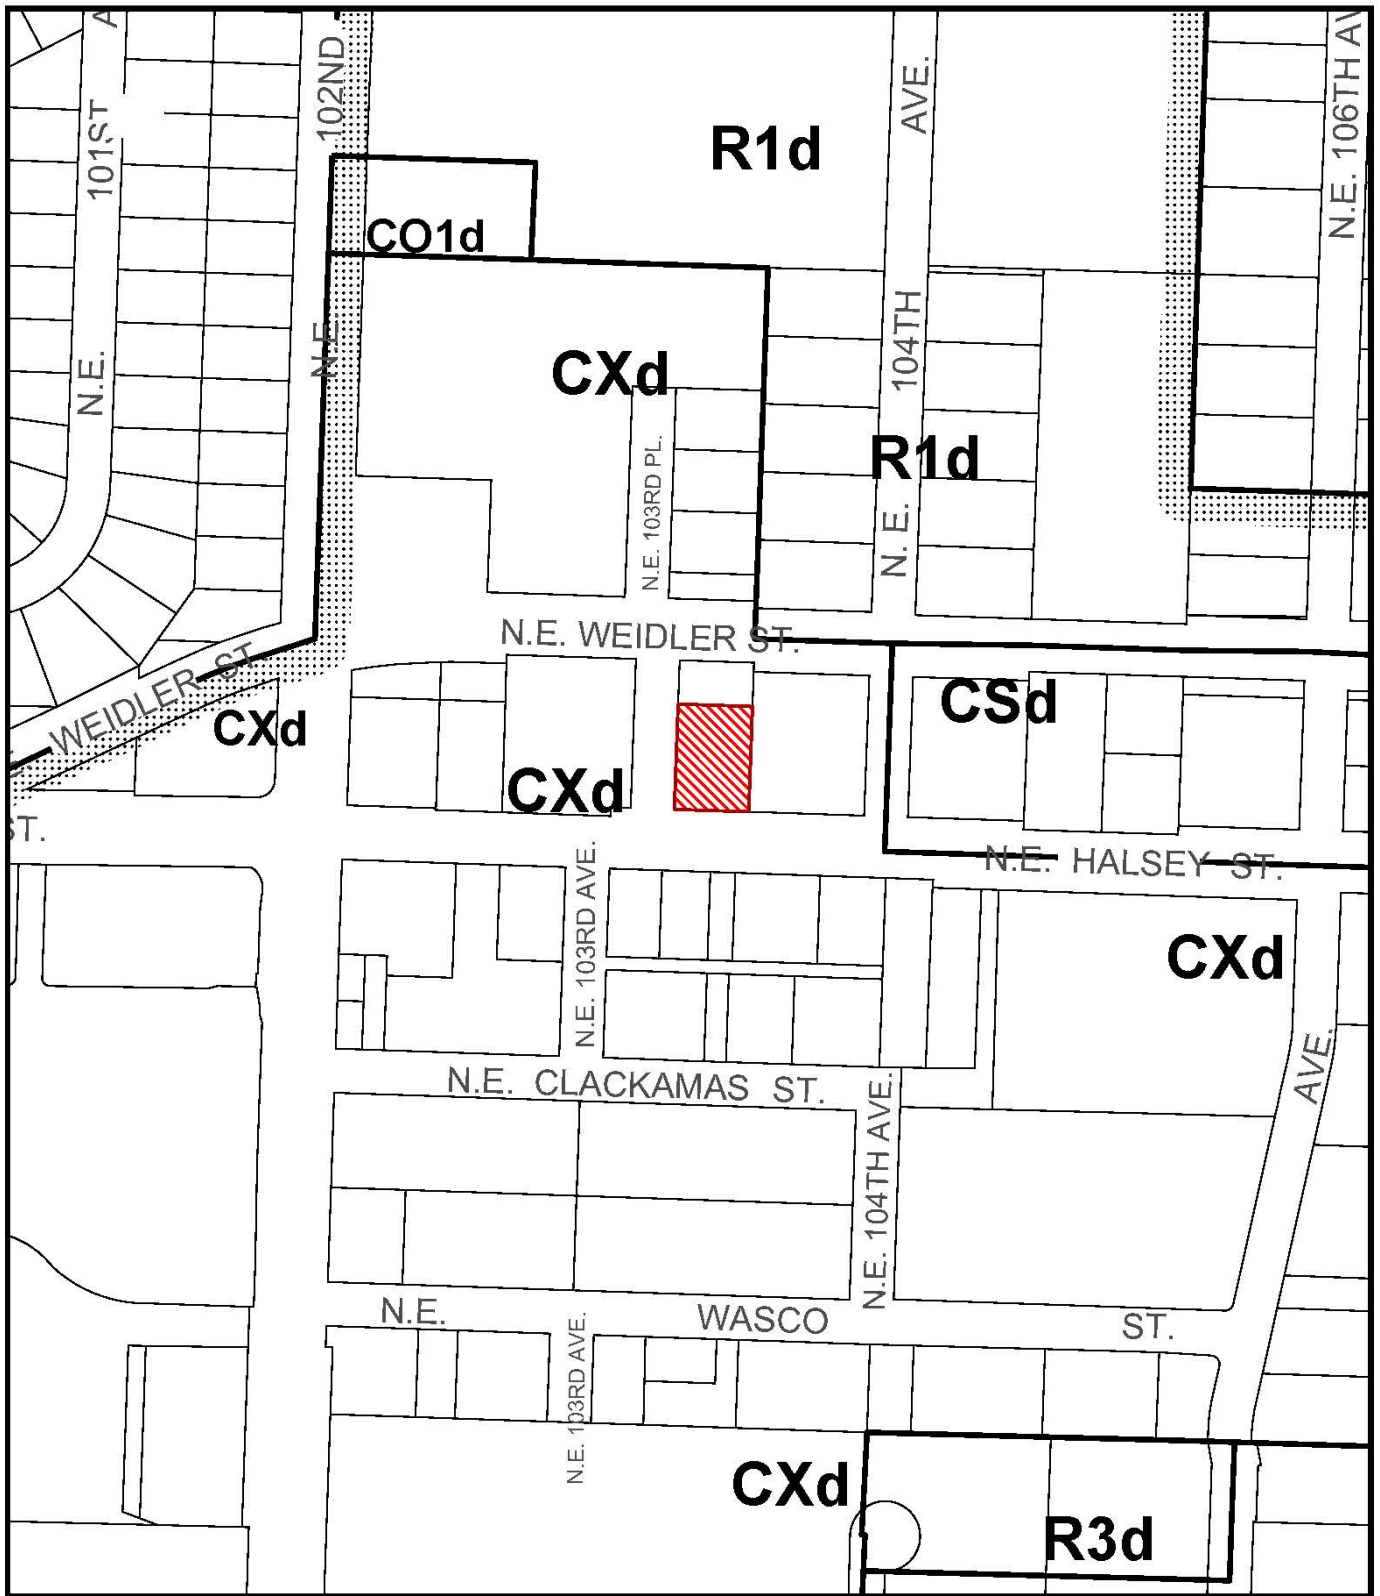 A
102ND
AVE.
N.E. 106TH AV
R1d
101ST
CO1d
N.E.
104TH
CXd
N.E.
R1d
N.E. 103RD PL.
N. E.
N.E. WEIDLER ST.
WEIDLER ST.
CSd
CXd
CXd
ST.
N.E. HALSEY ST.
N.E. 103RD AVE.
CXd
AVE.
N.E. CLACKAMAS ST.
N.E. 104TH AVE.
N.E. WASCO ST.
N.E. 103RD AVE.
CXd
R3d